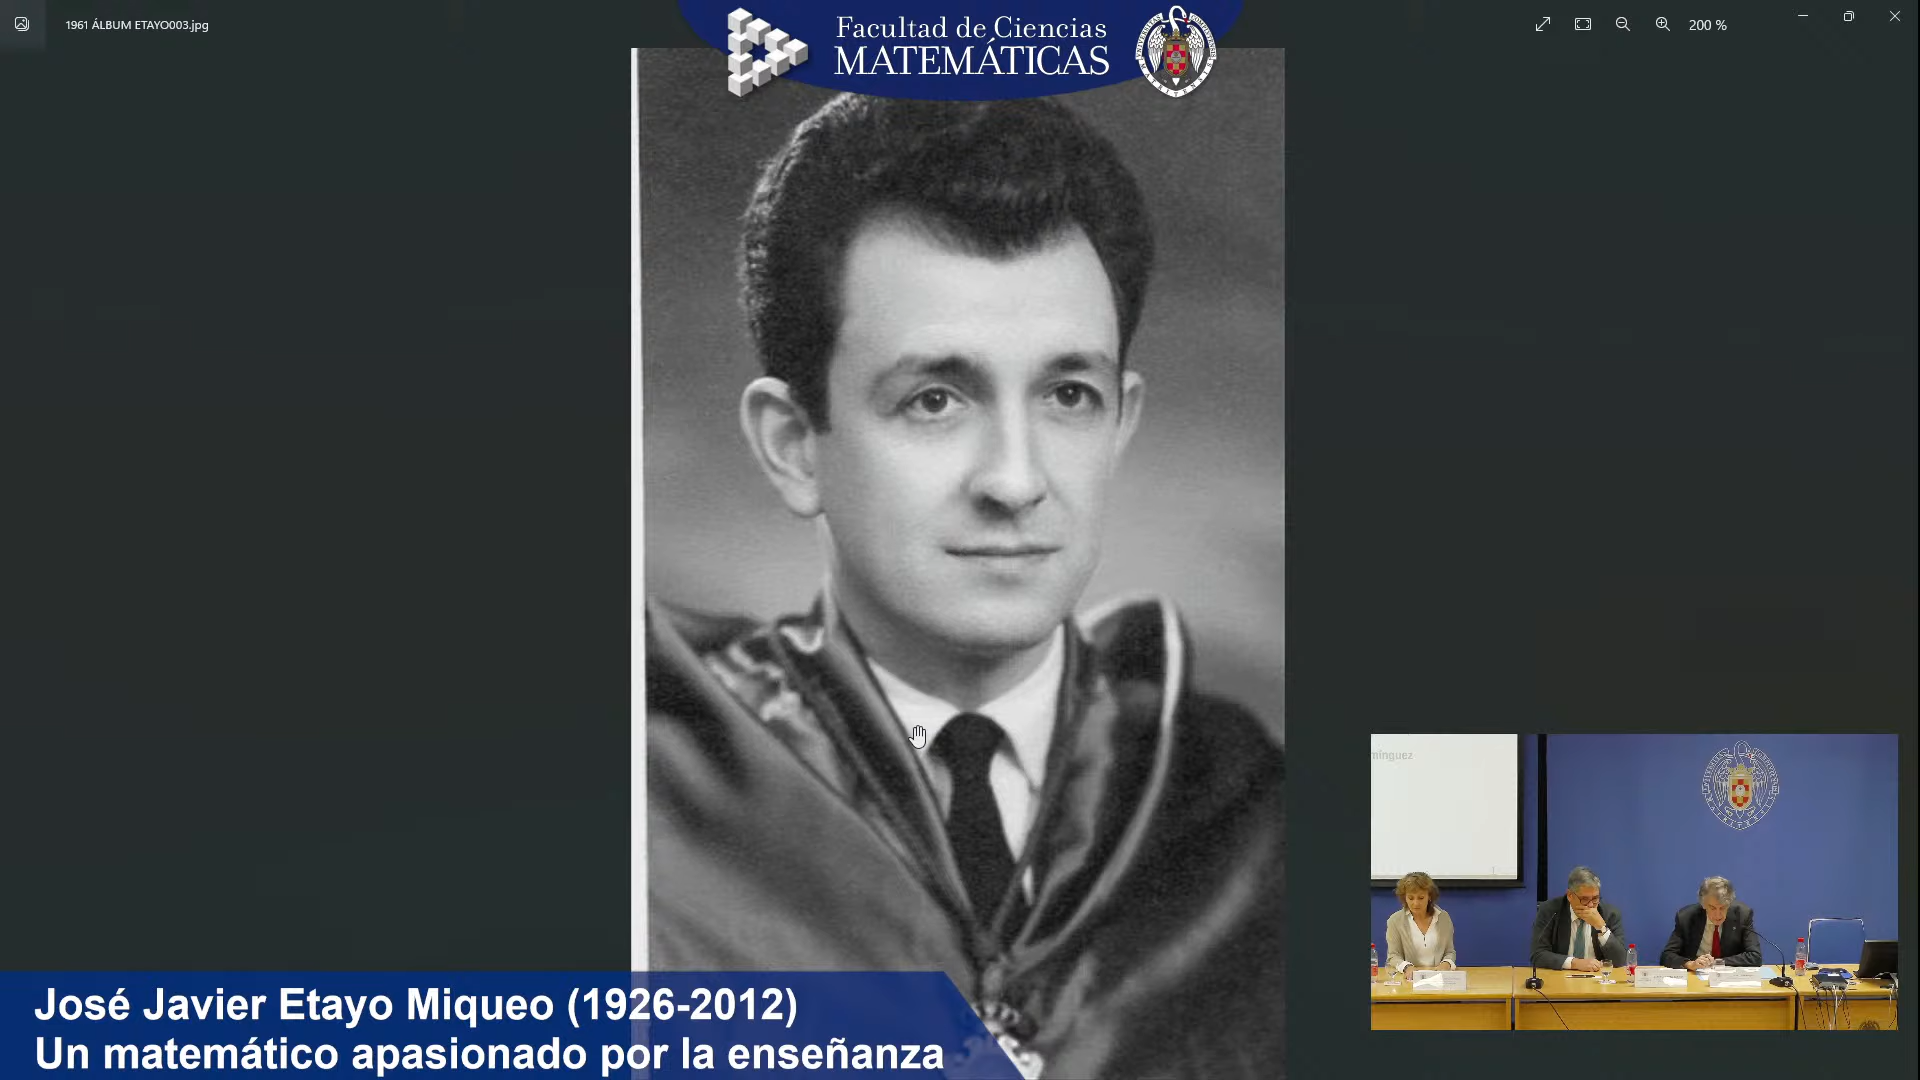 1961 ÁLBUM ETAYO003.jpg
Facultad de Ciencias
MATEMÁTICAS
200 %
mínguez
José Javier Etayo Miqueo (1926-2012)
Un matemático apasionado por la enseñanza